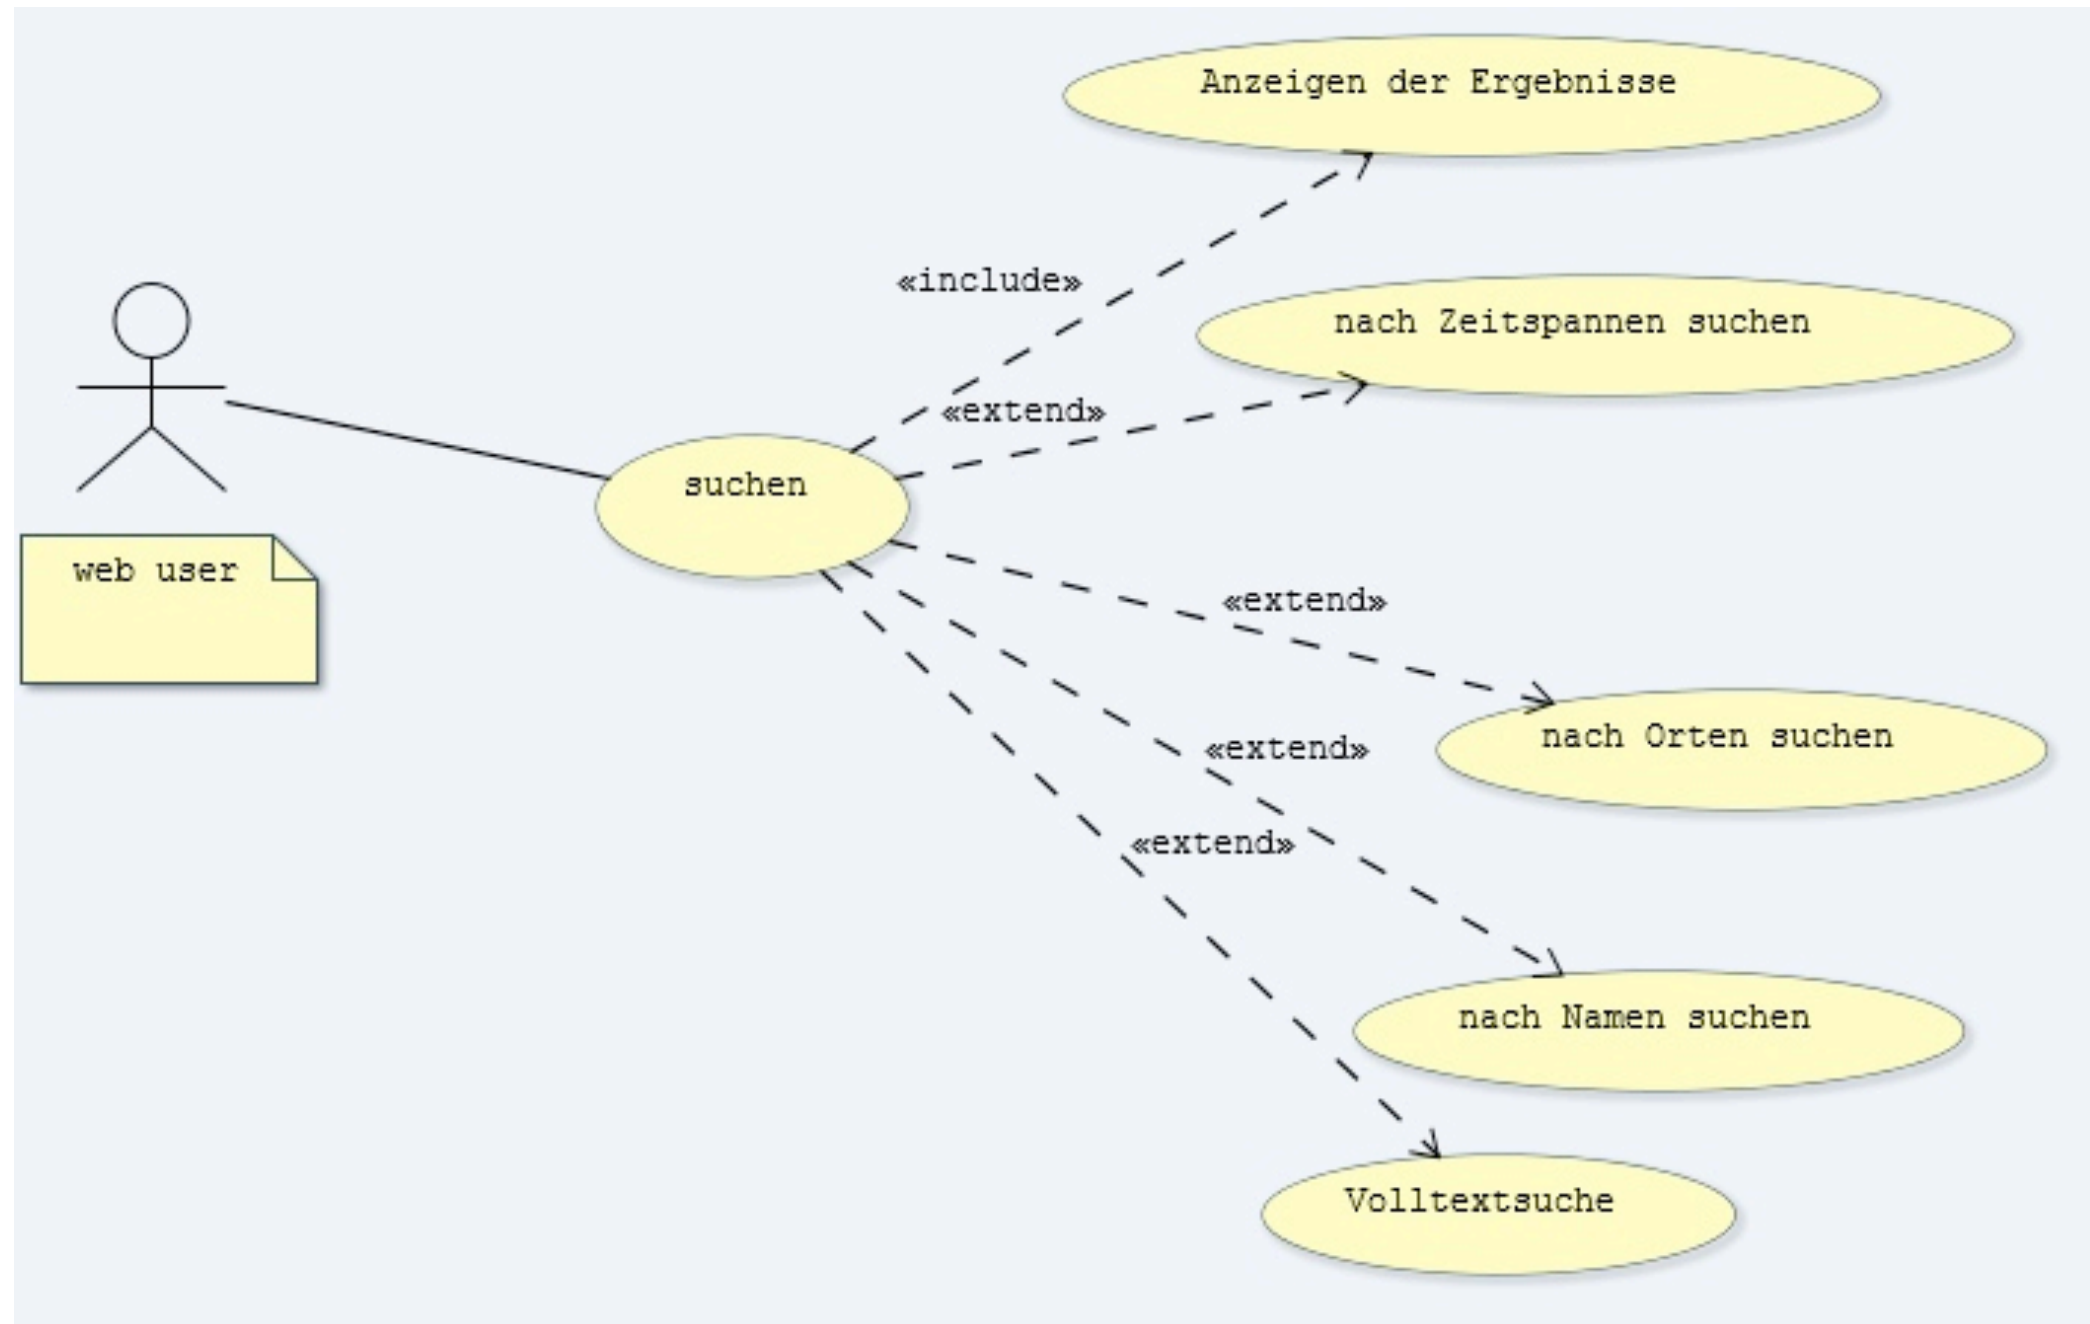 Anzeigen der Ergebnisse
«include»
nach Zeitspannen suchen
«extend»
suchen
web user
«extend»
nach Orten suchen
«extend»
«extend»
nach Namen suchen
Volltextsuche